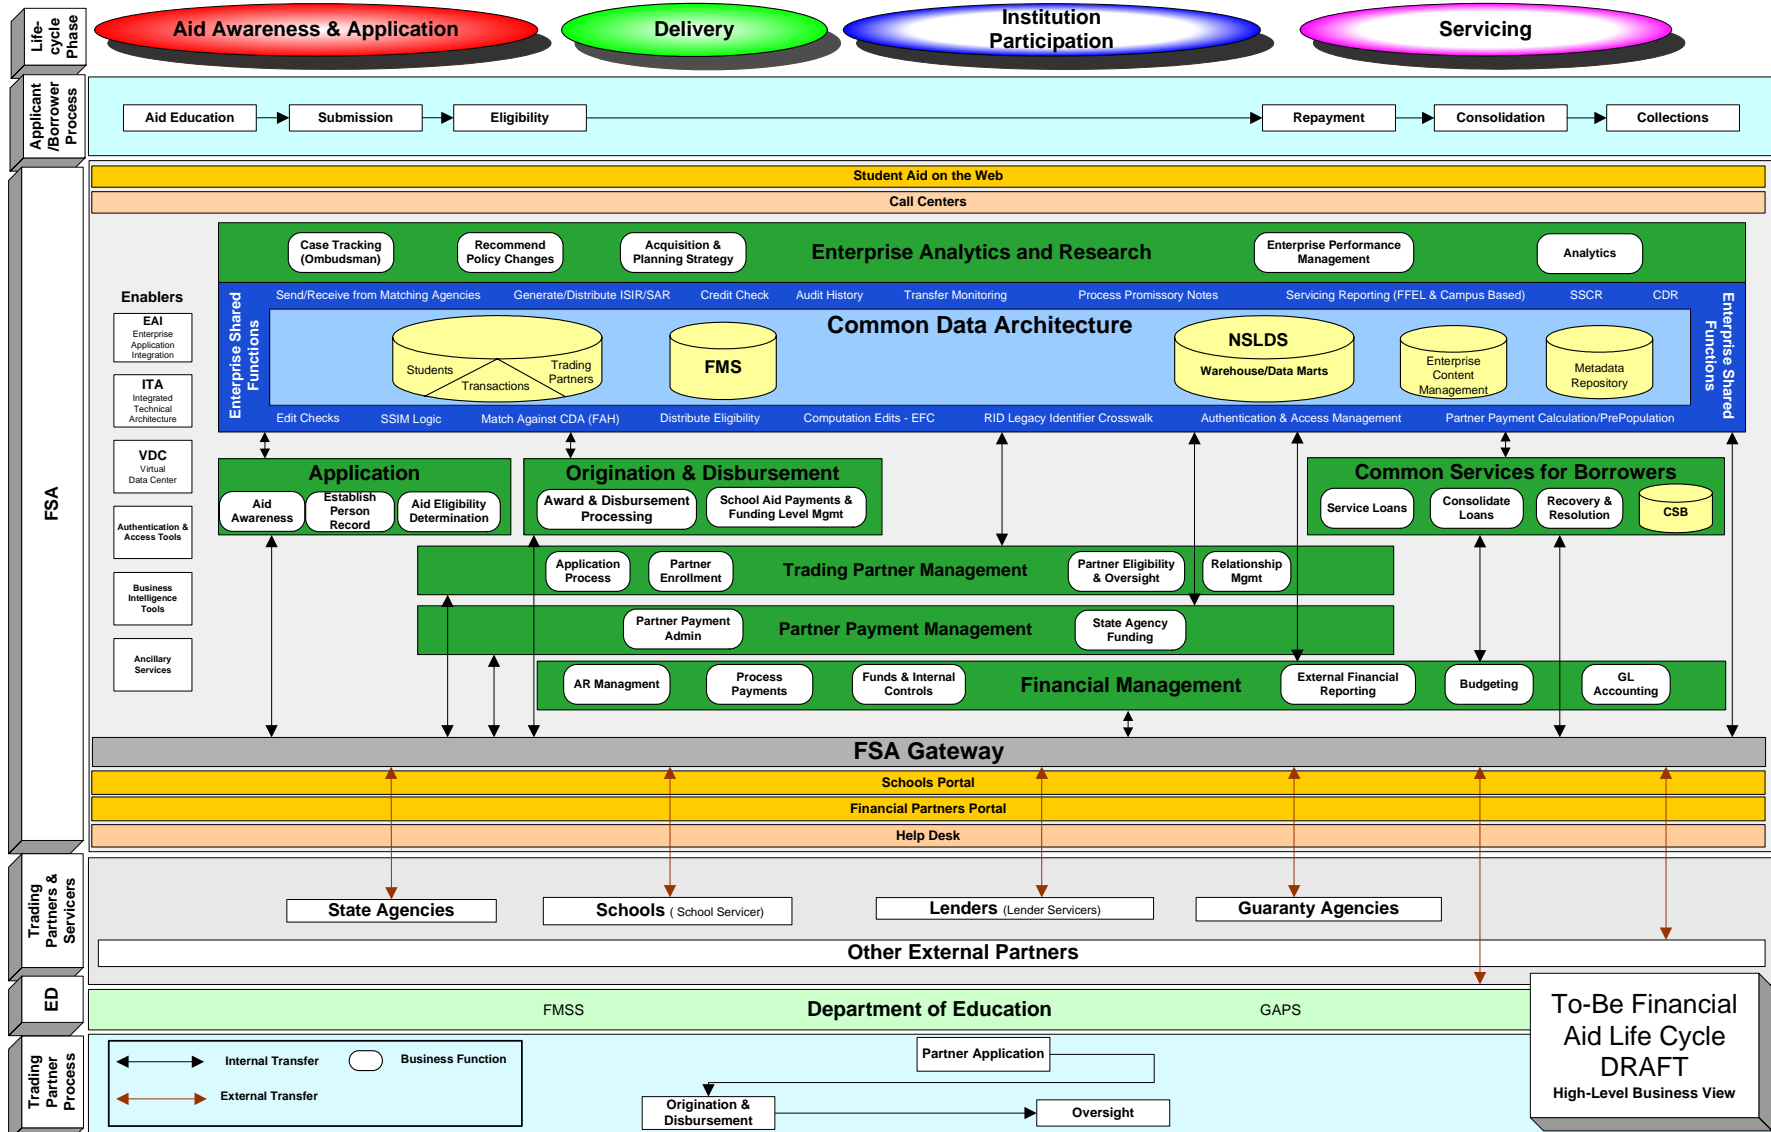 Life-
cycle
Phase
Aid Awareness & Application
Delivery
Institution
Participation
Servicing
Applicant
/Borrower
Process
Aid Education
Submission
Eligibility
Repayment
Consolidation
Collections
FSA
Student Aid on the Web
Call Centers
Case Tracking
(Ombudsman)
Recommend
Policy Changes
Acquisition &
Planning Strategy
Enterprise Analytics and Research
Enterprise Performance
Management
Analytics
Enablers
EAI
Enterprise
Application
Integration
ITA
Integrated
Technical
Architecture
VDC
Virtual
Data Center
Authentication &
Access Tools
Business
Intelligence
Tools
Ancillary
Services
Enterprise Shared
Functions
Send/Receive from Matching Agencies
Generate/Distribute ISIR/SAR
Credit Check
Audit History
Transfer Monitoring
Process Promissory Notes
Servicing Reporting (FFEL & Campus Based)
SSCR
CDR
Enterprise Shared
Functions
Common Data Architecture
Students
Transactions
Trading
Partners
FMS
NSLDS
Warehouse/Data Marts
Enterprise
Content
Management
Metadata
Repository
Edit Checks
SSIM Logic
Match Against CDA (FAH)
Distribute Eligibility
Computation Edits - EFC
RID Legacy Identifier Crosswalk
Authentication & Access Management
Partner Payment Calculation/PrePopulation
Application
Aid
Awareness
Establish
Person
Record
Aid Eligibility
Determination
Origination & Disbursement
Award & Disbursement
Processing
School Aid Payments &
Funding Level Mgmt
Common Services for Borrowers
Service Loans
Consolidate
Loans
Recovery &
Resolution
CSB
Application
Process
Partner
Enrollment
Trading Partner Management
Partner Eligibility
& Oversight
Relationship
Mgmt
Partner Payment
Admin
Partner Payment Management
State Agency
Funding
AR Managment
Process
Payments
Funds & Internal
Controls
Financial Management
External Financial
Reporting
Budgeting
GL
Accounting
FSA Gateway
Schools Portal
Financial Partners Portal
Help Desk
Trading
Partners &
Servicers
State Agencies
Schools ( School Servicer)
Lenders (Lender Servicers)
Guaranty Agencies
Other External Partners
ED
FMSS
Department of Education
GAPS
To-Be Financial
Aid Life Cycle
DRAFT
High-Level Business View
Trading
Partner
Process
Internal Transfer
Business Function
External Transfer
Partner Application
Origination &
Disbursement
Oversight